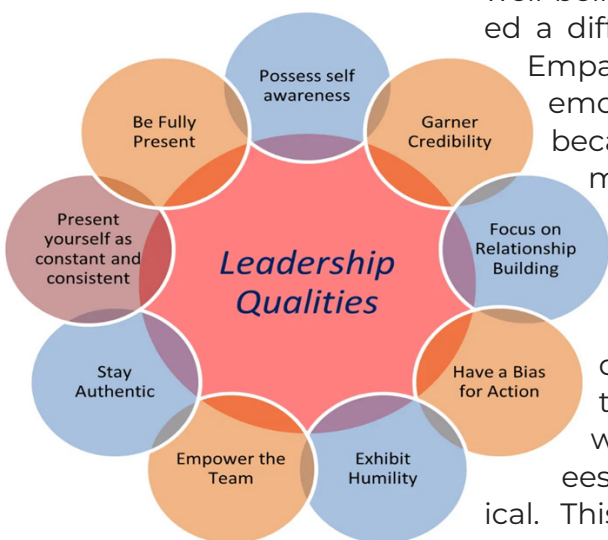 Possess self
awareness
Garner
Credibility
Focus on
Relationship
Building
Have a Bias
for Action
Exhibit
Humility
Empower the
Team
Stay
Authentic
Present
yourself as
constant and
consistent
Be Fully
Present
Leadership
Qualities
ed a diff
Empa
emo
beca
m
t
w
ees
ical. This